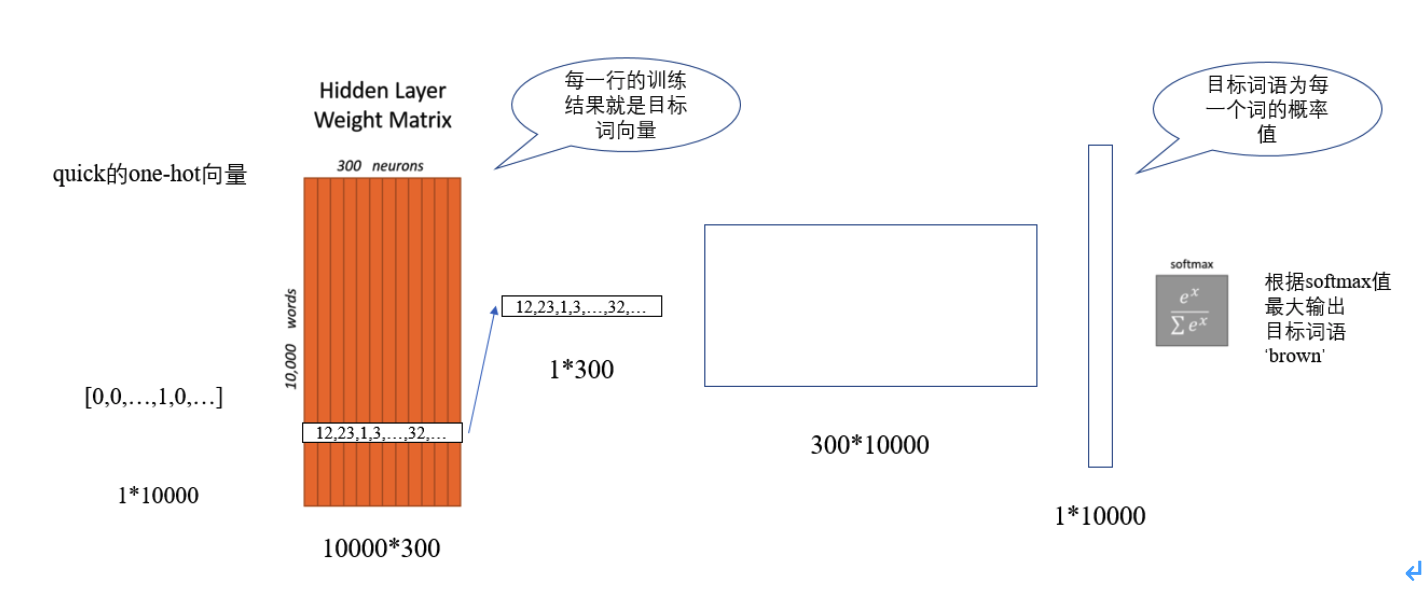 Hidden Layer
Weight Matrix
每一行的训练
结果就是目标
词向量
目标词语为每
一个词的概率
值
quick的one-hot向量
300 neurons
10,000 words
[0,0,…,1,0,…]
12,23,1,3,…,32,…
1*10000
10000*300
12,23,1,3,…,32,…
1*300
300*10000
1*10000
softmax
e^x
∑ e^x
根据softmax值
最大输出
目标词语
‘brown’